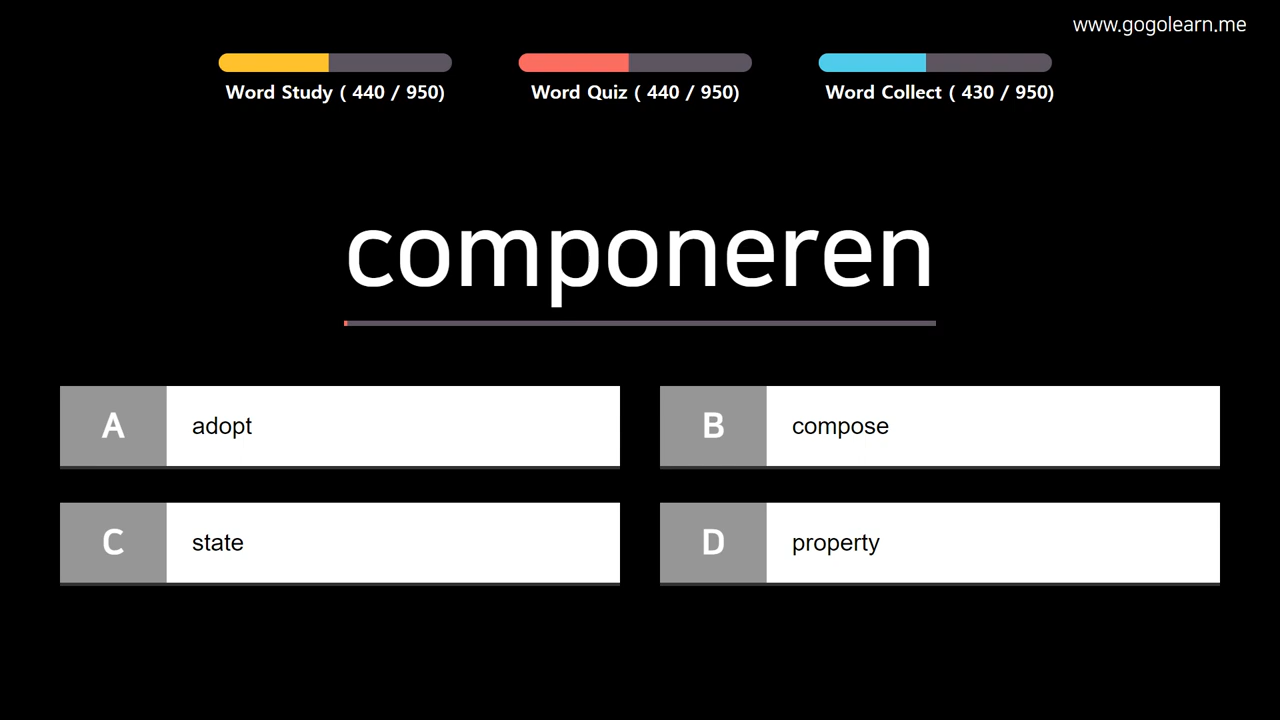 www.gogolearn.me
Word Study ( 440 / 950)
Word Quiz ( 440 / 950)
Word Collect ( 430 / 950)
componeren
A adopt
B compose
C state
D property